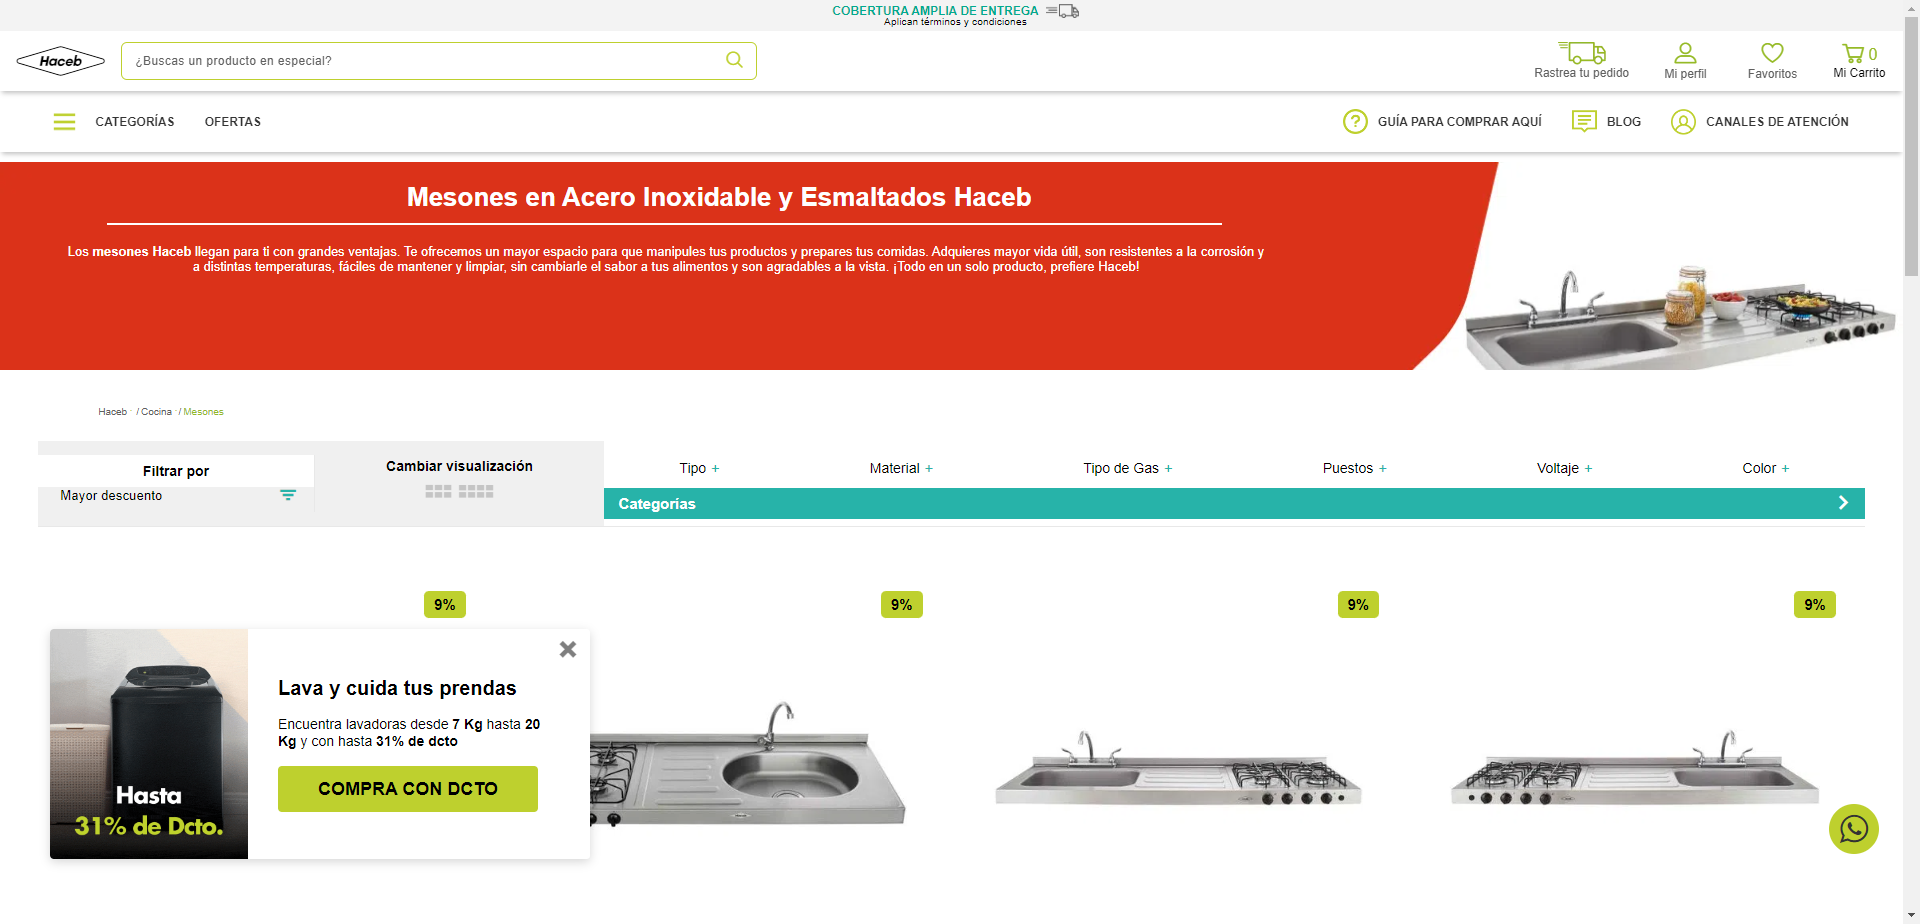 COBERTURA AMPLIA DE ENTREGA
Aplican términos y condiciones
Haceb
¿Buscas un producto en especial?
Rastrea tu pedido
Mi perfil
Favoritos
0
Mi Carrito
CATEGORÍAS
OFERTAS
GUÍA PARA COMPRAR AQUÍ
BLOG
CANALES DE ATENCIÓN
Mesones en Acero Inoxidable y Esmaltados Haceb
Los mesones Haceb llegan para ti con grandes ventajas. Te ofrecemos un mayor espacio para que manipules tus productos y prepares tus comidas. Adquieres mayor vida útil, son resistentes a la corrosión y
a distintas temperaturas, fáciles de mantener y limpiar, sin cambiarle el sabor a tus alimentos y son agradables a la vista. ¡Todo en un solo producto, prefiere Haceb!
Haceb / Cocina / Mesones
Filtrar por
Mayor descuento
Cambiar visualización
Tipo +
Material +
Tipo de Gas +
Puestos +
Voltaje +
Color +
Categorías
9%
9%
9%
9%
Hasta
31% de Dcto.
Lava y cuida tus prendas
Encuentra lavadoras desde 7 Kg hasta 20
Kg y con hasta 31% de dcto
COMPRA CON DCTO